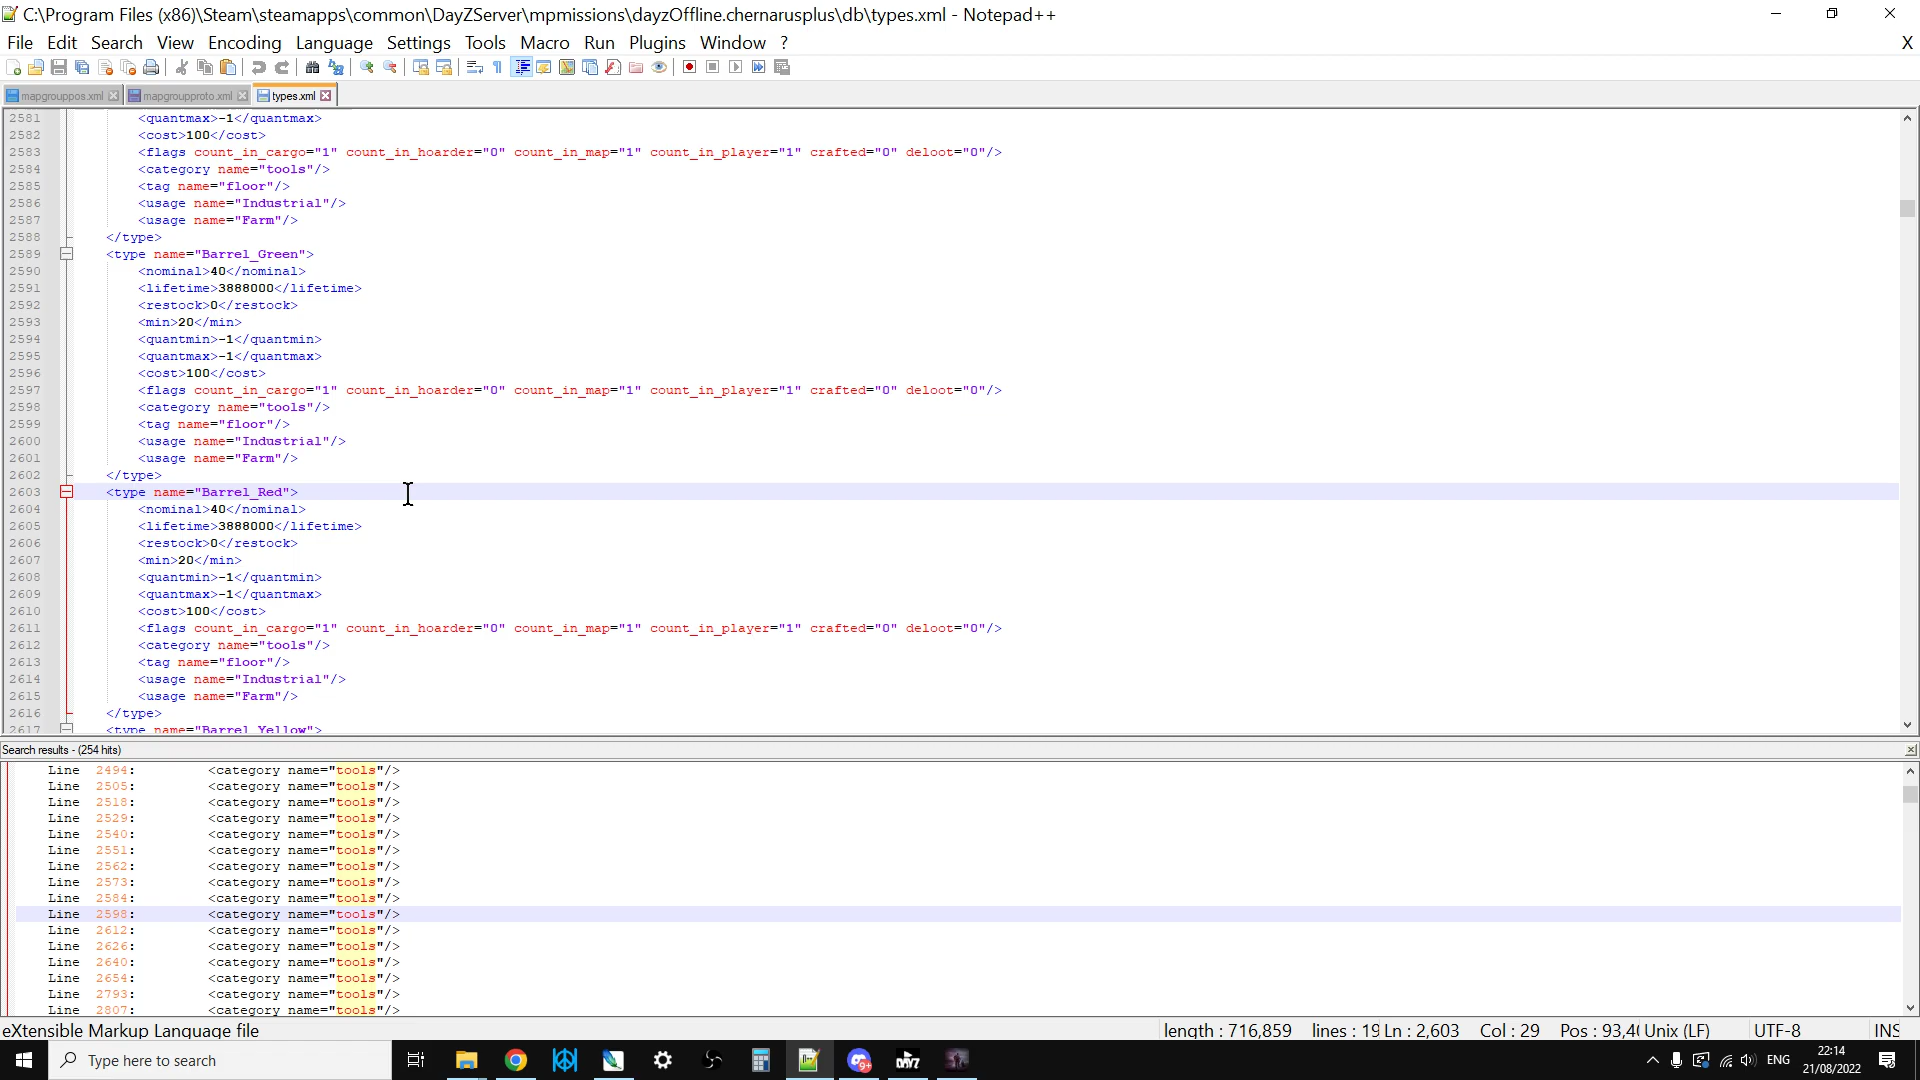 C:\Program Files (x86)\Steam\steamapps\common\DayZServer\mpmissions\dayzOffline.chernarusplus\db\types.xml - Notepad++
File Edit Search View Encoding Language Settings Tools Macro Run Plugins Window ? X
mapgrouppos.xml mapgroupproto.xml types.xml
2581 <quantmax>-1</quantmax>
2582 <cost>100</cost>
2583 <flags count_in_cargo="1" count_in_hoarder="0" count_in_map="1" count_in_player="1" crafted="0" deloot="0"/>
2584 <category name="tools"/>
2585 <tag name="floor"/>
2586 <usage name="Industrial"/>
2587 <usage name="Farm"/>
2588 </type>
2589 <type name="Barrel_Green">
2590 <nominal>40</nominal>
2591 <lifetime>3888000</lifetime>
2592 <restock>0</restock>
2593 <min>20</min>
2594 <quantmin>-1</quantmin>
2595 <quantmax>-1</quantmax>
2596 <cost>100</cost>
2597 <flags count_in_cargo="1" count_in_hoarder="0" count_in_map="1" count_in_player="1" crafted="0" deloot="0"/>
2598 <category name="tools"/>
2599 <tag name="floor"/>
2600 <usage name="Industrial"/>
2601 <usage name="Farm"/>
2602 </type>
2603 <type name="Barrel_Red">
2604 <nominal>40</nominal>
2605 <lifetime>3888000</lifetime>
2606 <restock>0</restock>
2607 <min>20</min>
2608 <quantmin>-1</quantmin>
2609 <quantmax>-1</quantmax>
2610 <cost>100</cost>
2611 <flags count_in_cargo="1" count_in_hoarder="0" count_in_map="1" count_in_player="1" crafted="0" deloot="0"/>
2612 <category name="tools"/>
2613 <tag name="floor"/>
2614 <usage name="Industrial"/>
2615 <usage name="Farm"/>
2616 </type>
2617 <type name="Barrel_Yellow">
Search results - (254 hits)
Line 2494: <category name="tools"/>
Line 2505: <category name="tools"/>
Line 2518: <category name="tools"/>
Line 2529: <category name="tools"/>
Line 2540: <category name="tools"/>
Line 2551: <category name="tools"/>
Line 2562: <category name="tools"/>
Line 2573: <category name="tools"/>
Line 2584: <category name="tools"/>
Line 2598: <category name="tools"/>
Line 2612: <category name="tools"/>
Line 2626: <category name="tools"/>
Line 2640: <category name="tools"/>
Line 2654: <category name="tools"/>
Line 2793: <category name="tools"/>
Line 2807: <category name="tools"/>
eXtensible Markup Language file length : 716,859 lines : 19 Ln : 2,603 Col : 29 Pos : 93,4 Unix (LF) UTF-8 INS
Type here to search DAYZ ENG 22:14
21/08/2022